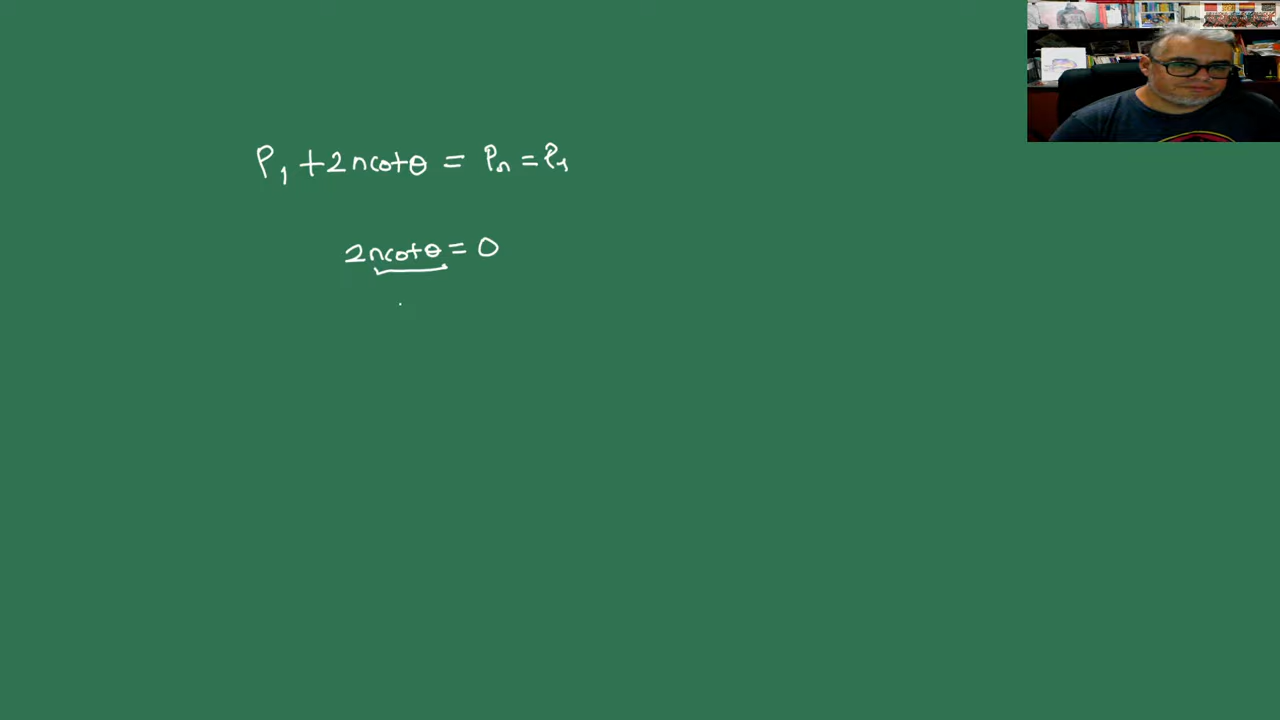 P₁ + 2ncotθ = Pₙ = P₁
2ncotθ = 0